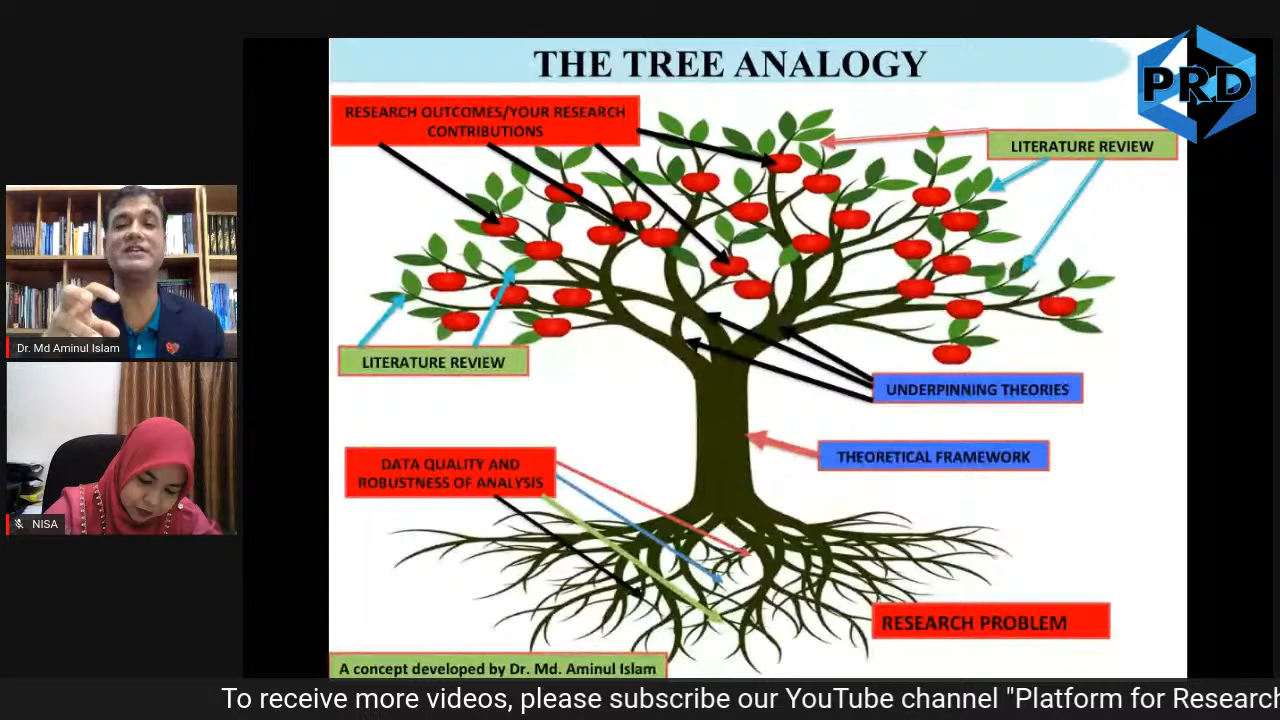 THE TREE ANALOGY
PRD
RESEARCH OUTCOMES/YOUR RESEARCH
CONTRIBUTIONS
LITERATURE REVIEW
Dr. Md Aminul Islam
LITERATURE REVIEW
UNDERPINNING THEORIES
THEORETICAL FRAMEWORK
DATA QUALITY AND
ROBUSTNESS OF ANALYSIS
NISA
RESEARCH PROBLEM
A concept developed by Dr. Md. Aminul Islam
To receive more videos, please subscribe our YouTube channel "Platform for Research